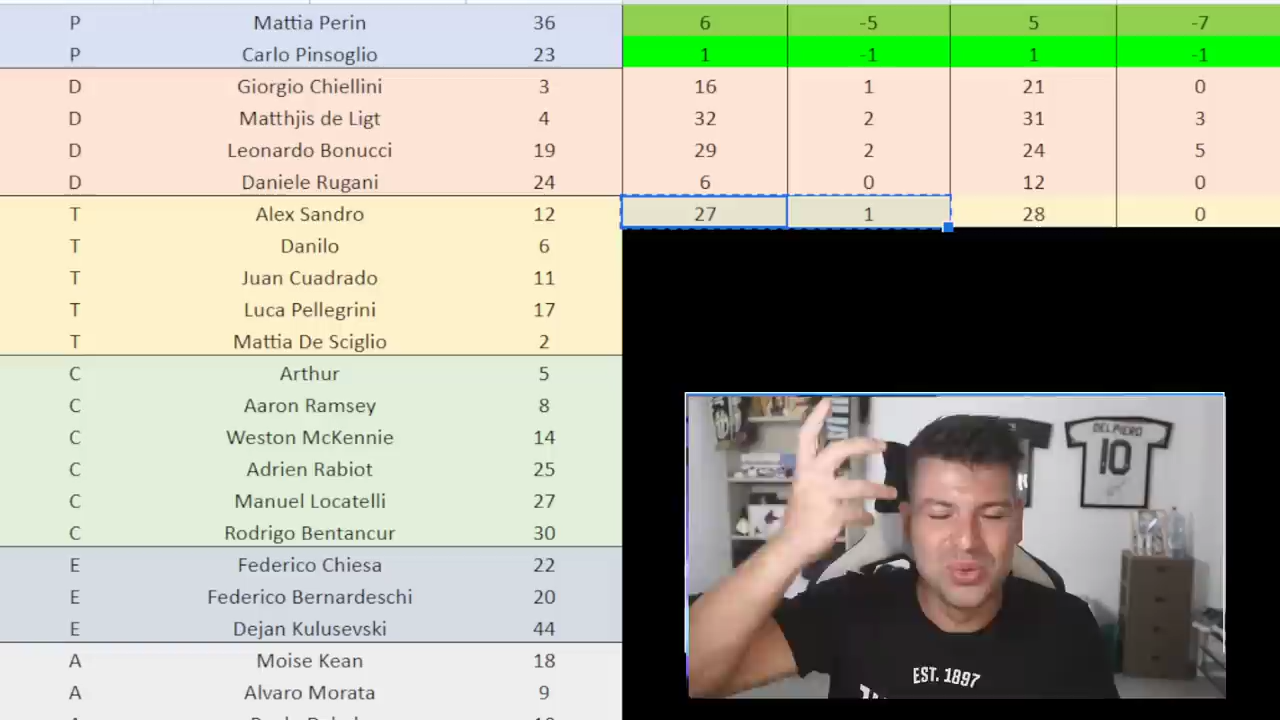 P Mattia Perin 36 6 -5 5 -7
P Carlo Pinsoglio 23 1 -1 1 -1
D Giorgio Chiellini 3 16 1 21 0
D Matthjis de Ligt 4 32 2 31 3
D Leonardo Bonucci 19 29 2 24 5
D Daniele Rugani 24 6 0 12 0
T Alex Sandro 12 27 1 28 0
T Danilo 6
T Juan Cuadrado 11
T Luca Pellegrini 17
T Mattia De Sciglio 2
C Arthur 5
C Aaron Ramsey 8
C Weston McKennie 14
C Adrien Rabiot 25
C Manuel Locatelli 27
C Rodrigo Bentancur 30
E Federico Chiesa 22
E Federico Bernardeschi 20
E Dejan Kulusevski 44
A Moise Kean 18
A Alvaro Morata 9
DEL PIERO
10
EST. 1897